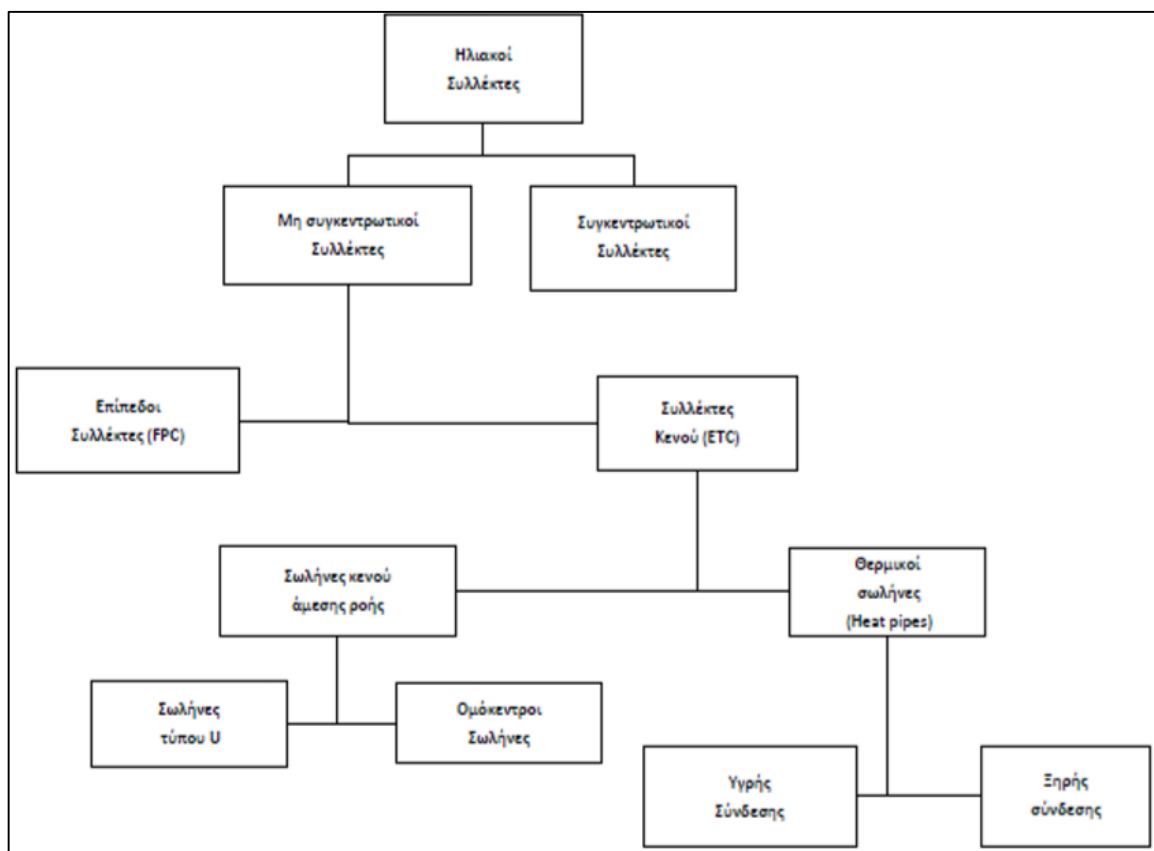 Ηλιακοί
Συλλέκτες
Μη συγκεντρωτικοί
Συλλέκτες
Συγκεντρωτικοί
Συλλέκτες
Επίπεδοι
Συλλέκτες (FPC)
Συλλέκτες
Κενού (ETC)
Σωλήνες κενού
άμεσης ροής
Θερμικοί
σωλήνες
(Heat pipes)
Σωλήνες
τύπου U
Ομόκεντροι
Σωλήνες
Υγρής
Σύνδεσης
Ξηρής
σύνδεσης